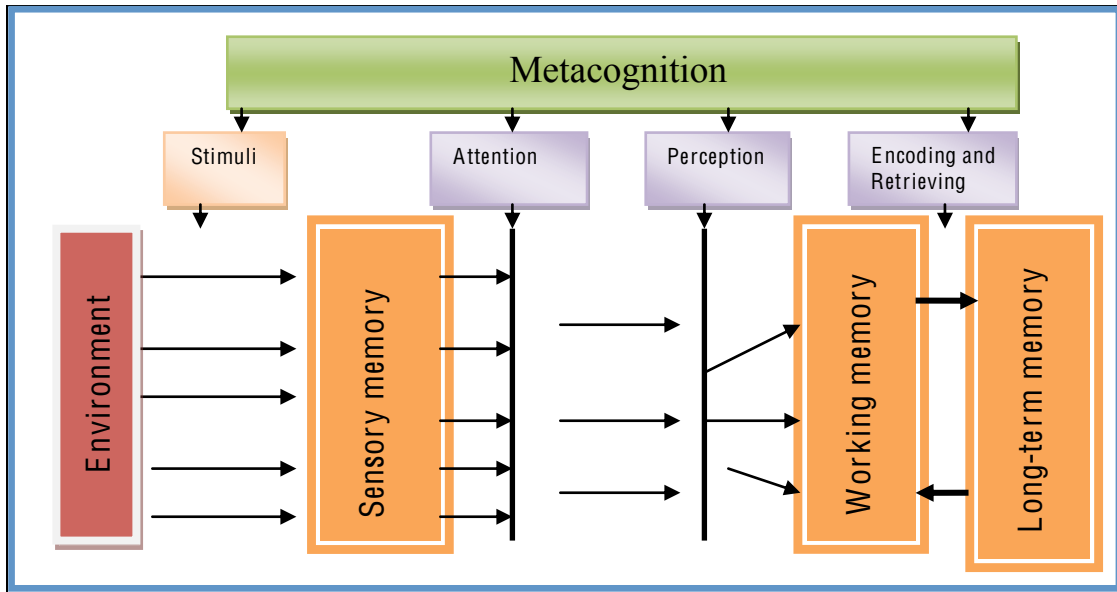 Metacognition
Stimuli
Attention
Perception
Encoding and
Retrieving
Environment
Sensory memory
Working memory
Long-term memory